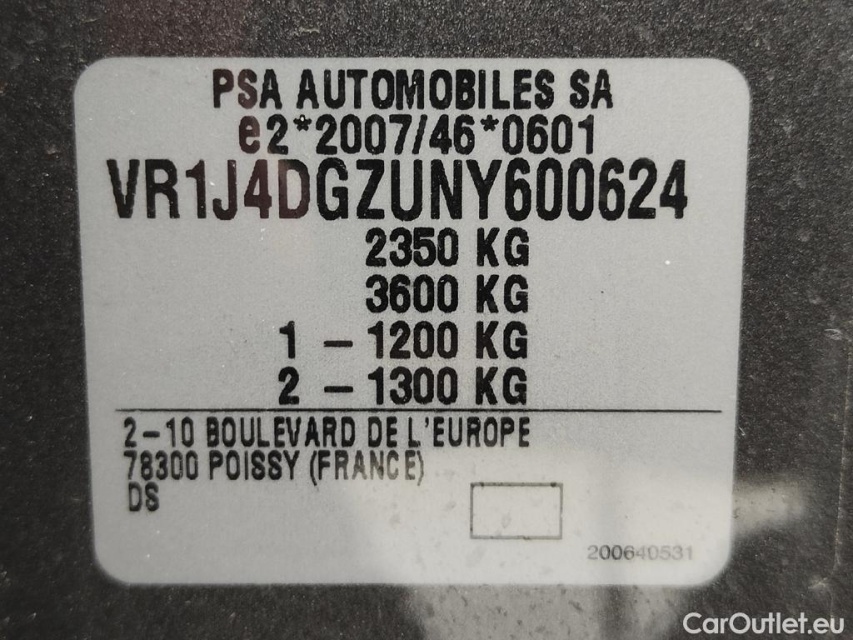 PSA AUTOMOBILES SA
e2*2007/46*0601
VR1J4DGZUNY600624
2350 KG
3600 KG
1 - 1200 KG
2 - 1300 KG
2-10 BOULEVARD DE L'EUROPE
78300 POISSY (FRANCE)
DS
200640531
CarOutlet.eu